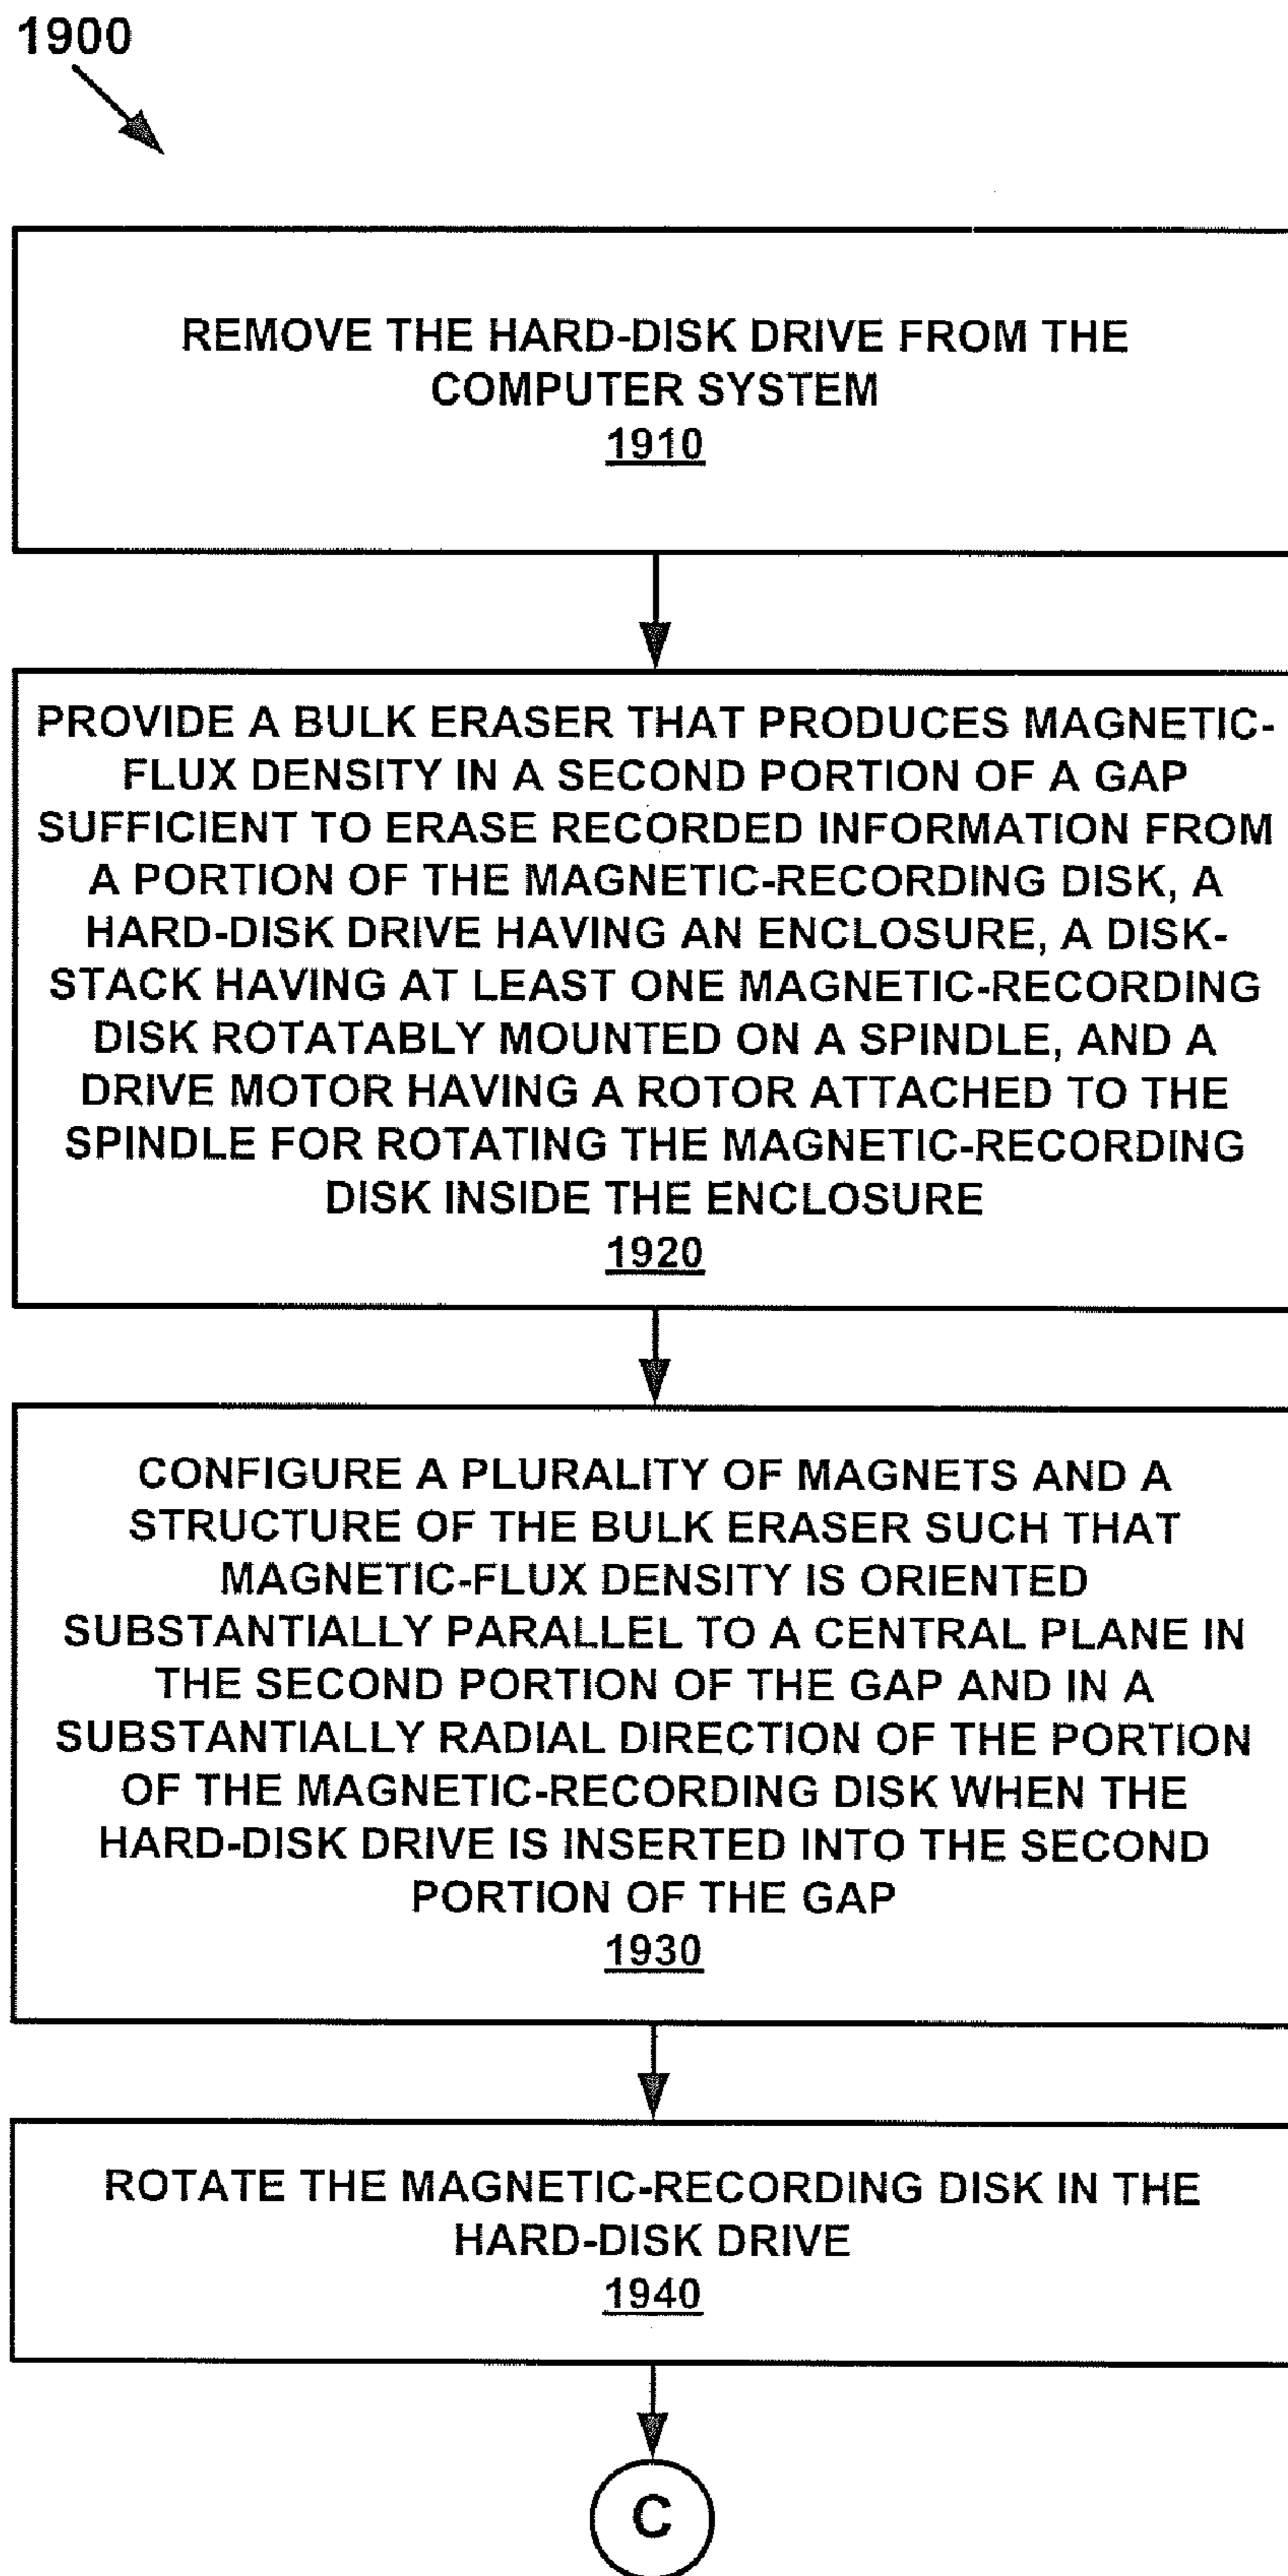 1900
REMOVE THE HARD-DISK DRIVE FROM THE
COMPUTER SYSTEM
1910
PROVIDE A BULK ERASER THAT PRODUCES MAGNETIC-
FLUX DENSITY IN A SECOND PORTION OF A GAP
SUFFICIENT TO ERASE RECORDED INFORMATION FROM
A PORTION OF THE MAGNETIC-RECORDING DISK, A
HARD-DISK DRIVE HAVING AN ENCLOSURE, A DISK-
STACK HAVING AT LEAST ONE MAGNETIC-RECORDING
DISK ROTATABLY MOUNTED ON A SPINDLE, AND A
DRIVE MOTOR HAVING A ROTOR ATTACHED TO THE
SPINDLE FOR ROTATING THE MAGNETIC-RECORDING
DISK INSIDE THE ENCLOSURE
1920
CONFIGURE A PLURALITY OF MAGNETS AND A
STRUCTURE OF THE BULK ERASER SUCH THAT
MAGNETIC-FLUX DENSITY IS ORIENTED
SUBSTANTIALLY PARALLEL TO A CENTRAL PLANE IN
THE SECOND PORTION OF THE GAP AND IN A
SUBSTANTIALLY RADIAL DIRECTION OF THE PORTION
OF THE MAGNETIC-RECORDING DISK WHEN THE
HARD-DISK DRIVE IS INSERTED INTO THE SECOND
PORTION OF THE GAP
1930
ROTATE THE MAGNETIC-RECORDING DISK IN THE
HARD-DISK DRIVE
1940
C